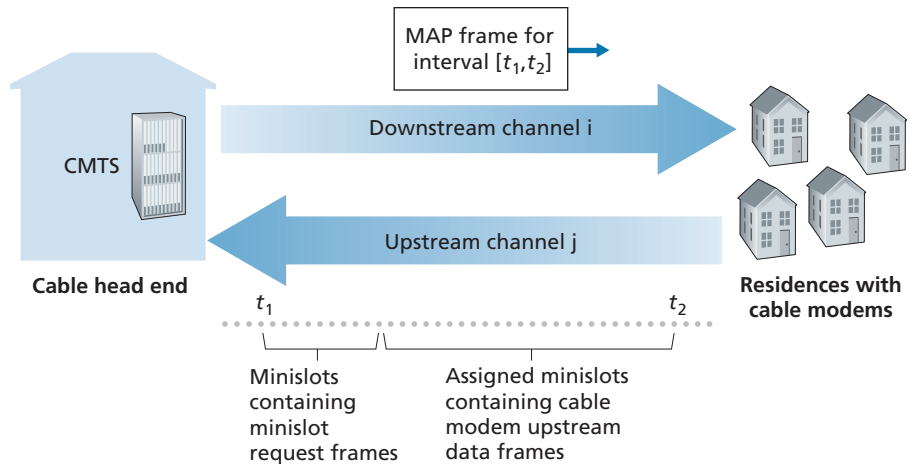 MAP frame for
interval [t₁,t₂]
Downstream channel i
CMTS
Upstream channel j
Cable head end
Residences with
cable modems
t₁
t₂
Minislots
containing
minislot
request frames
Assigned minislots
containing cable
modem upstream
data frames